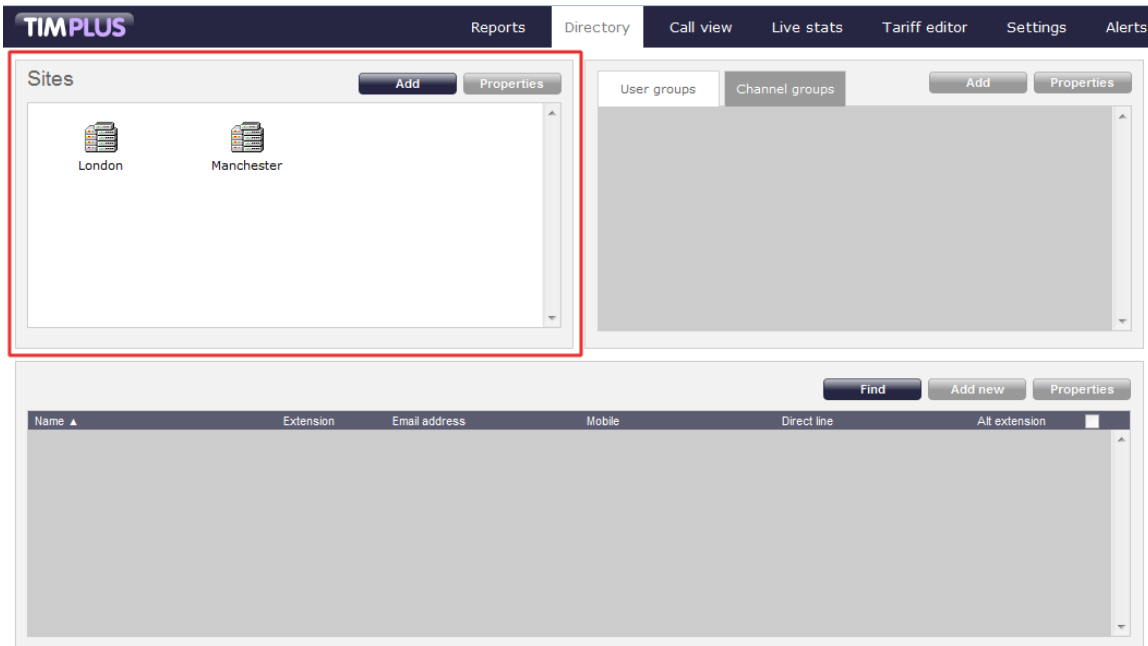 TIMPLUS
Reports Directory Call view Live stats Tariff editor Settings Alerts
Sites Add Properties
London Manchester
User groups Channel groups Add Properties
Find Add new Properties
Name ▲ Extension Email address Mobile Direct line Alt extension